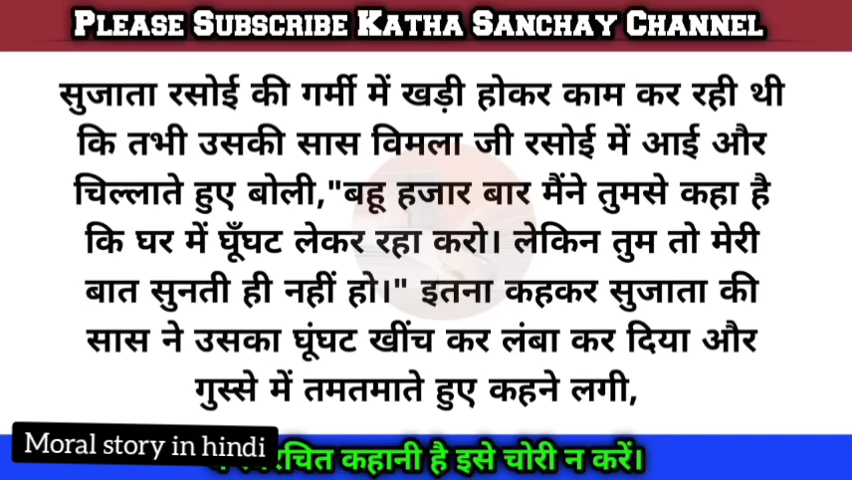 PLEASE SUBSCRIBE KATHA SANCHAY CHANNEL
सुजाता रसोई की गर्मी में खड़ी होकर काम कर रही थी
कि तभी उसकी सास विमला जी रसोई में आई और
चिल्लाते हुए बोली,"बहू हजार बार मैंने तुमसे कहा है
कि घर में घूँघट लेकर रहा करो। लेकिन तुम तो मेरी
बात सुनती ही नहीं हो।" इतना कहकर सुजाता की
सास ने उसका घूंघट खींच कर लंबा कर दिया और
गुस्से में तमतमाते हुए कहने लगी,
Moral story in hindi
कहानी है इसे चोरी न करें।